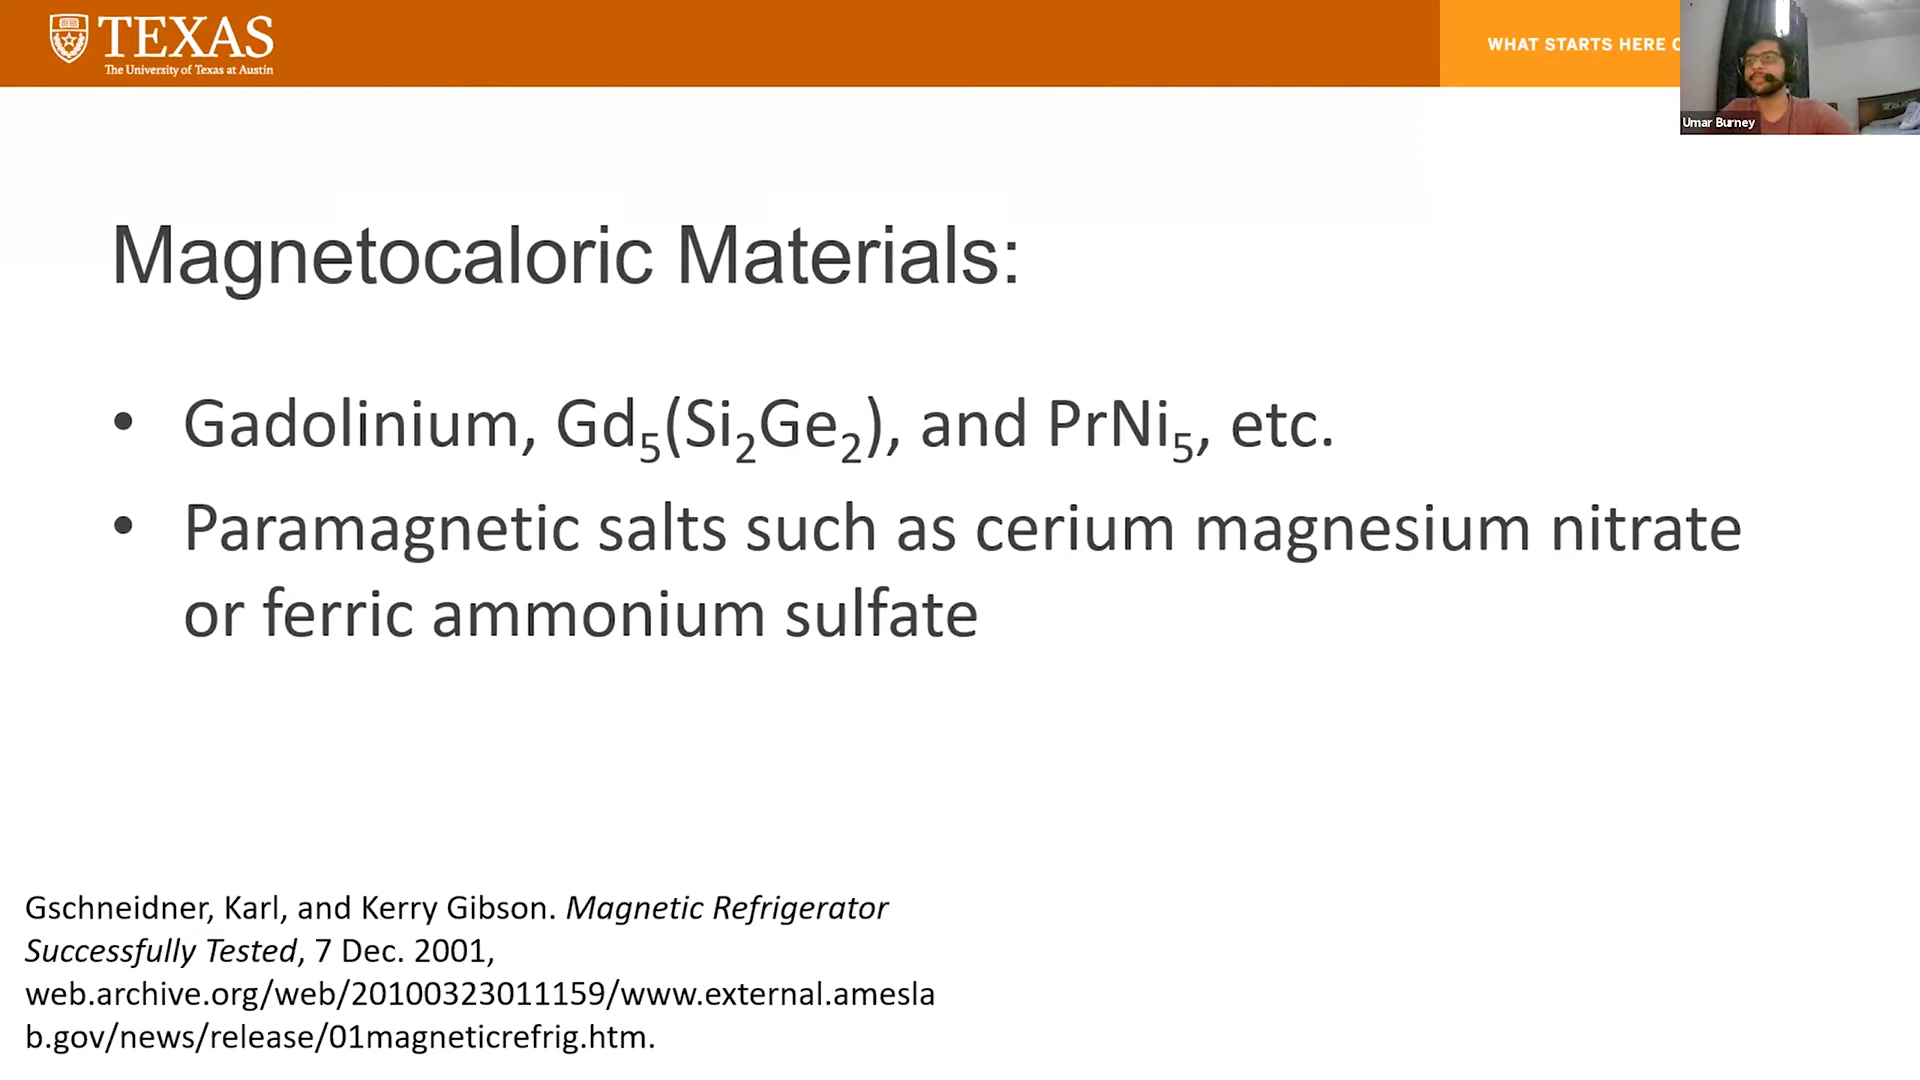 TEXAS
The University of Texas at Austin
WHAT STARTS HERE
Umar Burney
Magnetocaloric Materials:
• Gadolinium, Gd₅(Si₂Ge₂), and PrNi₅, etc.
• Paramagnetic salts such as cerium magnesium nitrate
or ferric ammonium sulfate
Gschneidner, Karl, and Kerry Gibson. Magnetic Refrigerator
Successfully Tested, 7 Dec. 2001,
web.archive.org/web/20100323011159/www.external.amesla
b.gov/news/release/01magneticrefrig.htm.